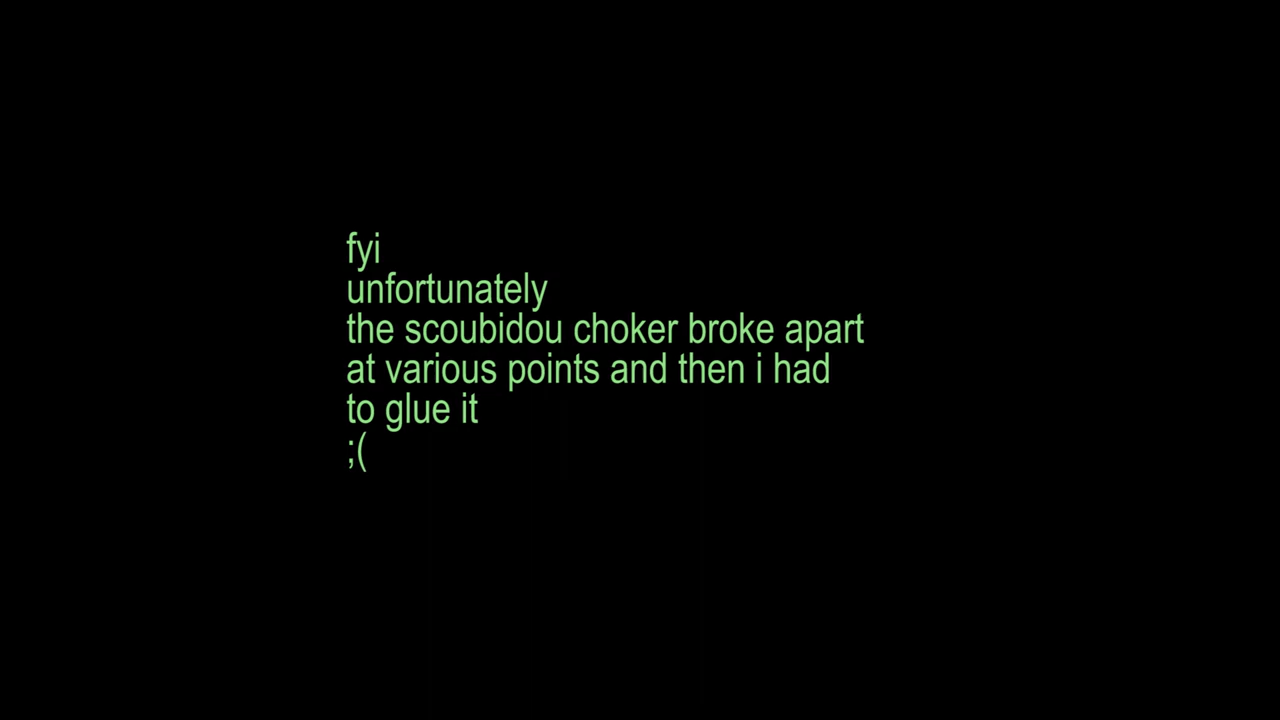 fyi
unfortunately
the scoubidou choker broke apart
at various points and then i had
to glue it
;(